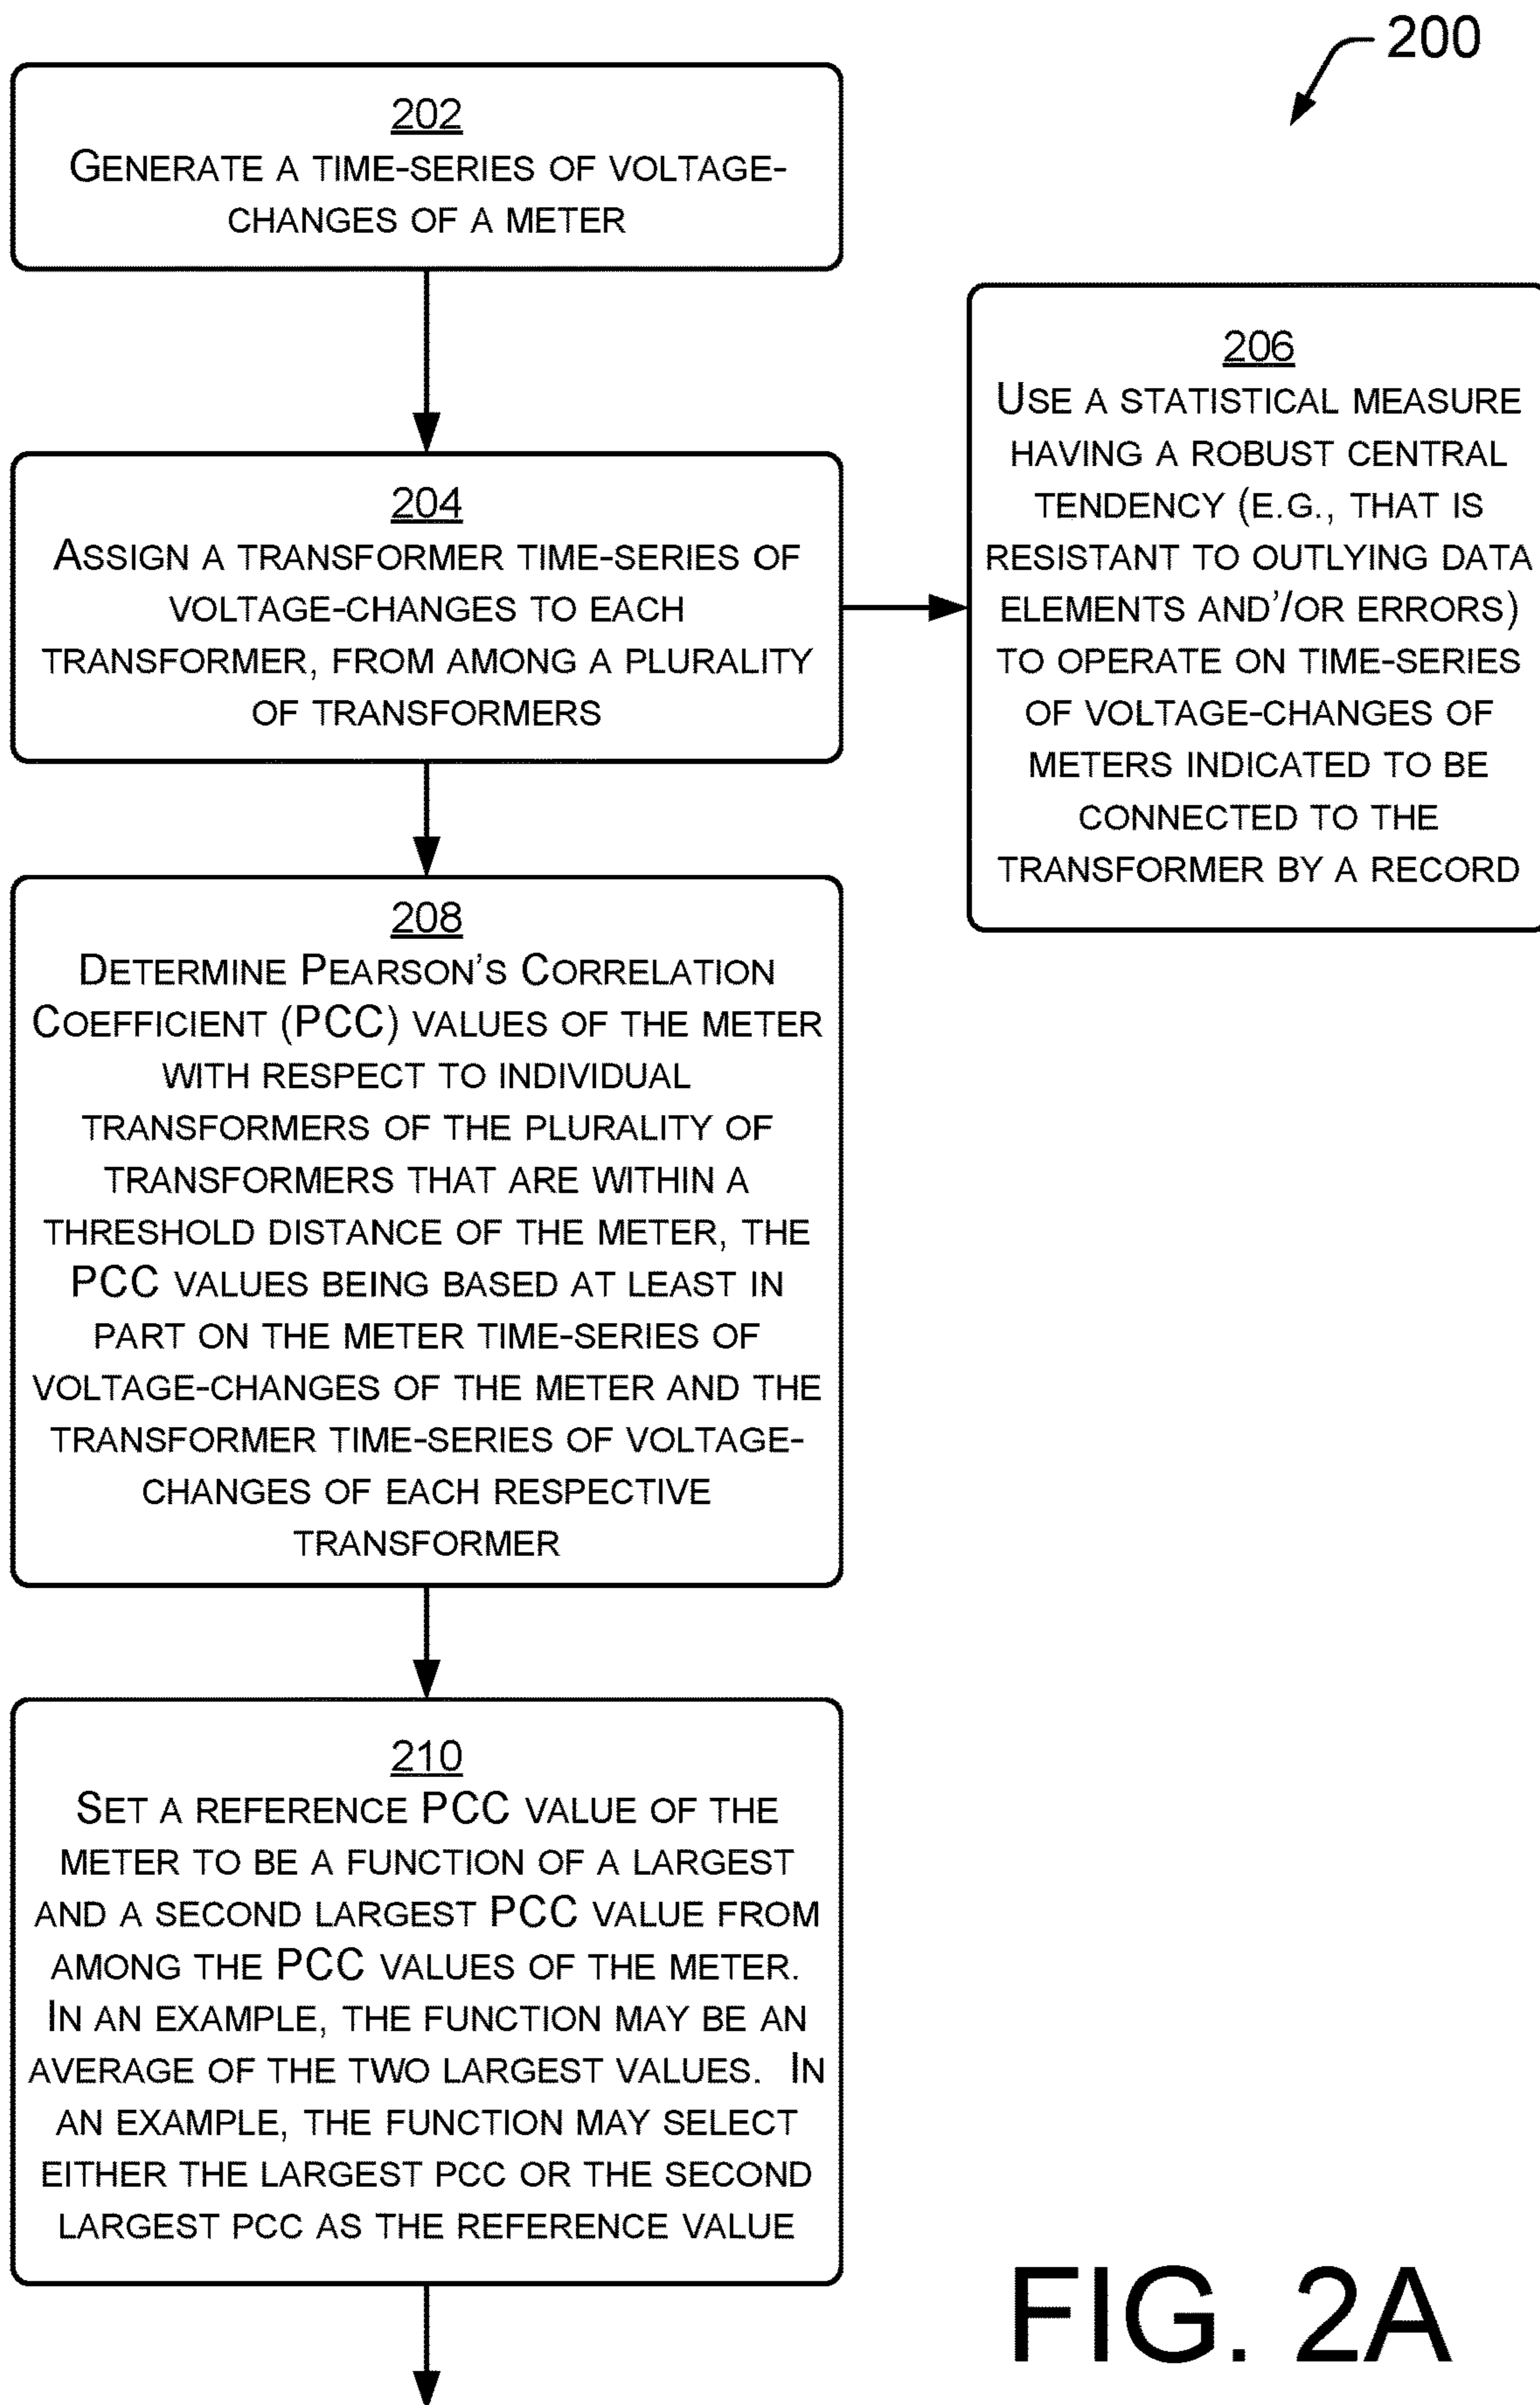 200
202
GENERATE A TIME-SERIES OF VOLTAGE-
CHANGES OF A METER
204
ASSIGN A TRANSFORMER TIME-SERIES OF
VOLTAGE-CHANGES TO EACH
TRANSFORMER, FROM AMONG A PLURALITY
OF TRANSFORMERS
206
USE A STATISTICAL MEASURE
HAVING A ROBUST CENTRAL
TENDENCY (E.G., THAT IS
RESISTANT TO OUTLYING DATA
ELEMENTS AND’/OR ERRORS)
TO OPERATE ON TIME-SERIES
OF VOLTAGE-CHANGES OF
METERS INDICATED TO BE
CONNECTED TO THE
TRANSFORMER BY A RECORD
208
DETERMINE PEARSON’S CORRELATION
COEFFICIENT (PCC) VALUES OF THE METER
WITH RESPECT TO INDIVIDUAL
TRANSFORMERS OF THE PLURALITY OF
TRANSFORMERS THAT ARE WITHIN A
THRESHOLD DISTANCE OF THE METER, THE
PCC VALUES BEING BASED AT LEAST IN
PART ON THE METER TIME-SERIES OF
VOLTAGE-CHANGES OF THE METER AND THE
TRANSFORMER TIME-SERIES OF VOLTAGE-
CHANGES OF EACH RESPECTIVE
TRANSFORMER
210
SET A REFERENCE PCC VALUE OF THE
METER TO BE A FUNCTION OF A LARGEST
AND A SECOND LARGEST PCC VALUE FROM
AMONG THE PCC VALUES OF THE METER.
IN AN EXAMPLE, THE FUNCTION MAY BE AN
AVERAGE OF THE TWO LARGEST VALUES. IN
AN EXAMPLE, THE FUNCTION MAY SELECT
EITHER THE LARGEST PCC OR THE SECOND
LARGEST PCC AS THE REFERENCE VALUE
FIG. 2A